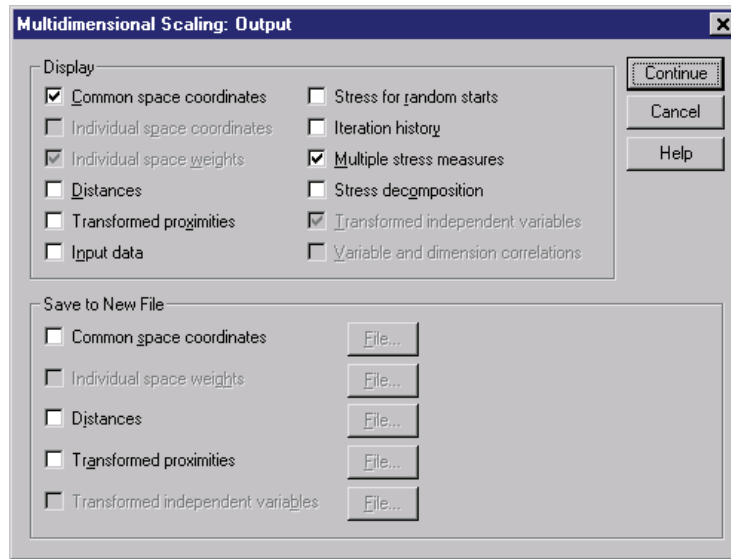 Multidimensional Scaling: Output
Display
Common space coordinates
Individual space coordinates
Individual space weights
Distances
Transformed proximities
Input data
Stress for random starts
Iteration history
Multiple stress measures
Stress decomposition
Transformed independent variables
Variable and dimension correlations
Continue
Cancel
Help
Save to New File
Common space coordinates File...
Individual space weights File...
Distances File...
Transformed proximities File...
Transformed independent variables File...